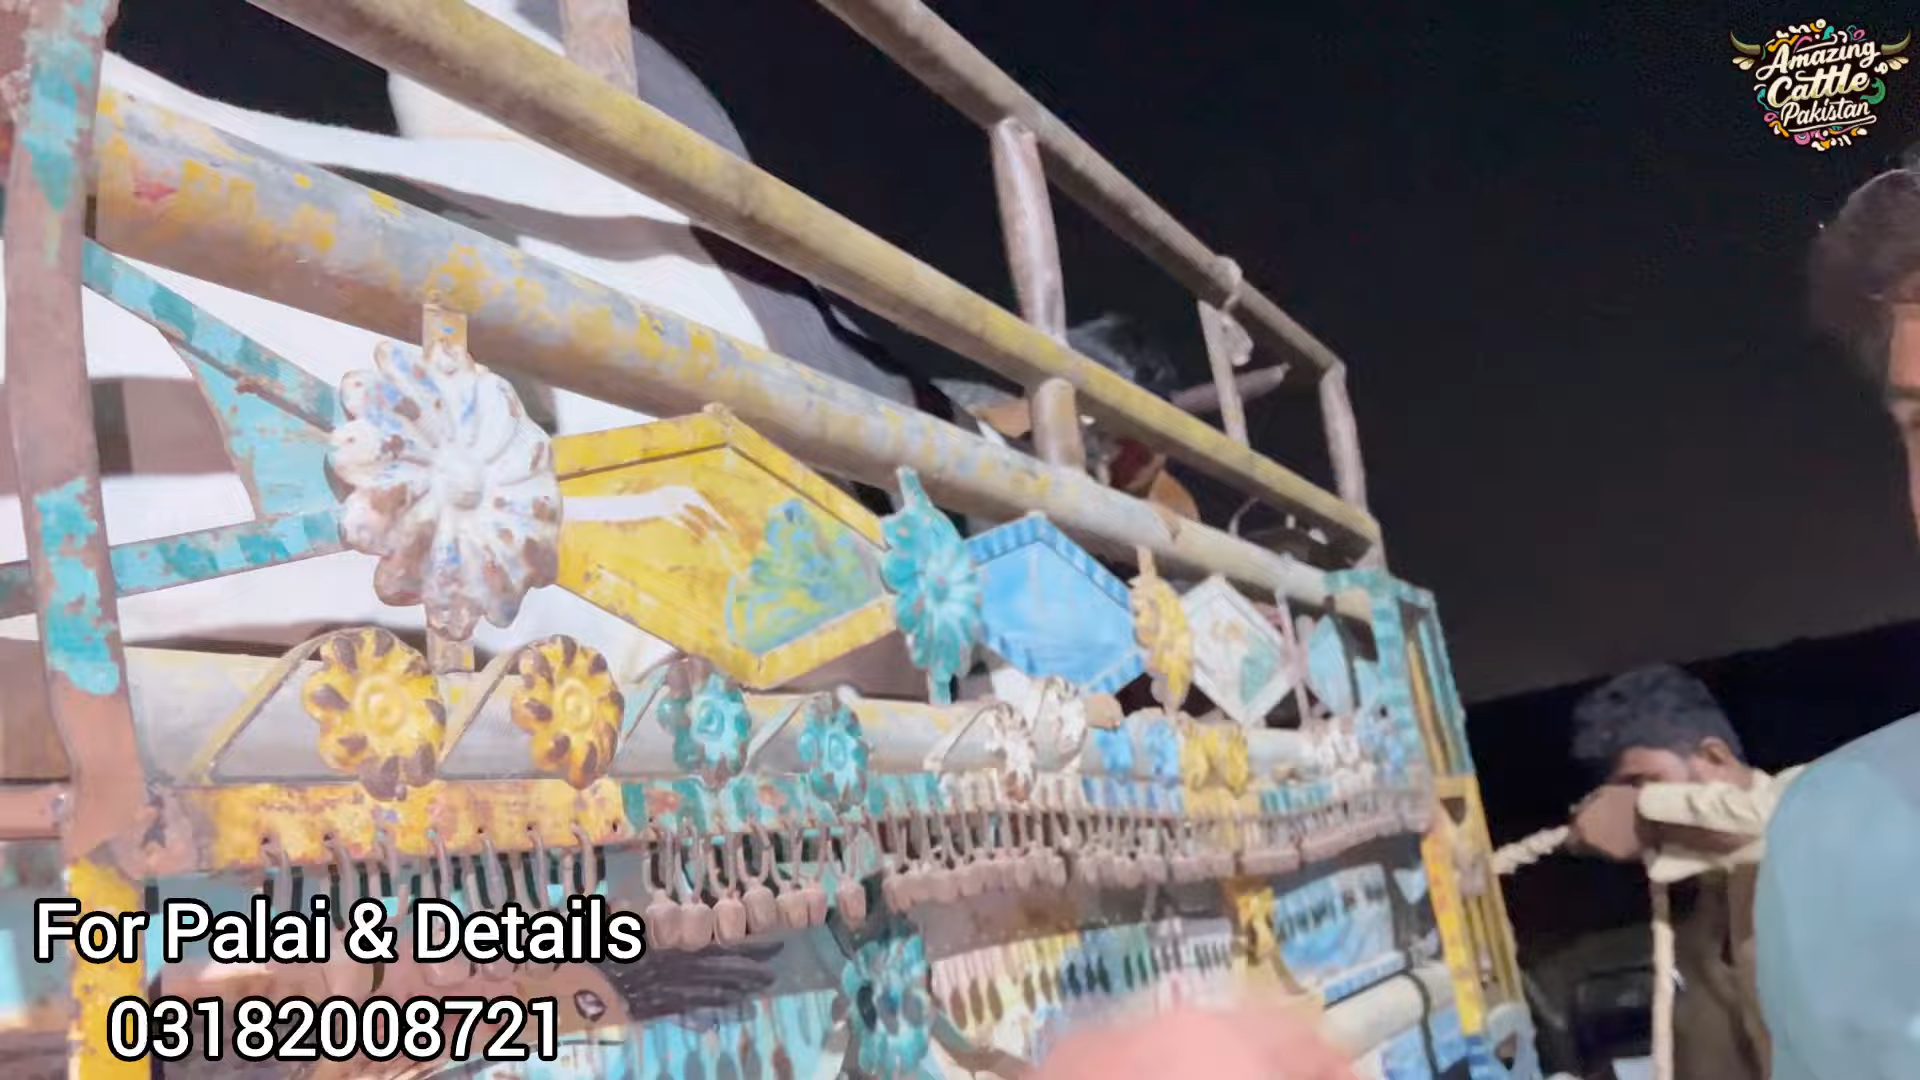 Amazing
Cattle
Pakistan
For Palai & Details
03182008721